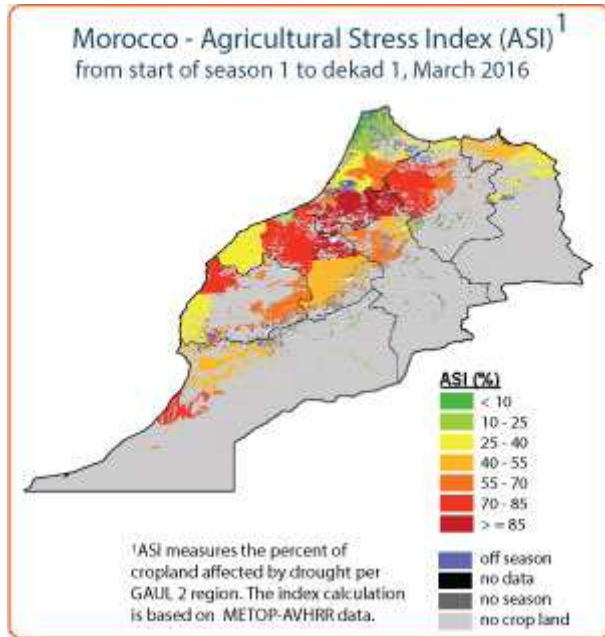 Morocco - Agricultural Stress Index (ASI)1
from start of season 1 to dekad 1, March 2016
ASI (%)
< 10
10 - 25
25 - 40
40 - 55
55 - 70
70 - 85
> = 85
off season
no data
no season
no crop land
1ASI measures the percent of
cropland affected by drought per
GAUL 2 region. The index calculation
is based on METOP-AVHRR data.